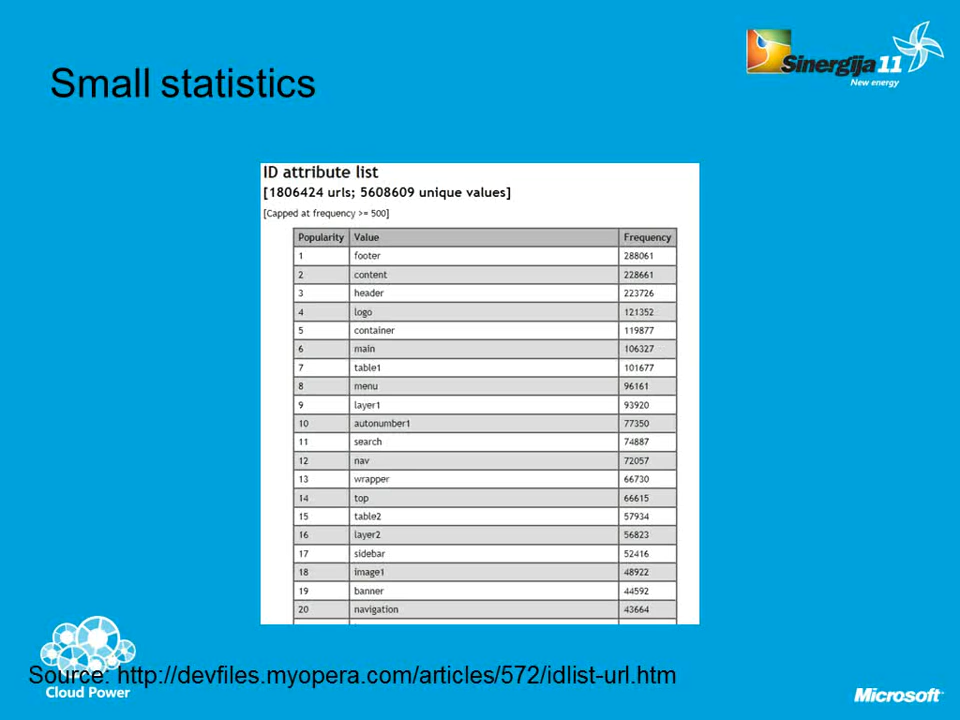 Small statistics
Sinergija 11
New energy
ID attribute list
[1806424 urls; 5608609 unique values]
[Capped at frequency >= 500]
Popularity Value Frequency
1 footer 288061
2 content 228661
3 header 223726
4 logo 121352
5 container 119877
6 main 106327
7 table1 101677
8 menu 96161
9 layer1 93920
10 autonumber1 77350
11 search 74887
12 nav 72057
13 wrapper 66730
14 top 66615
15 table2 57934
16 layer2 56823
17 sidebar 52416
18 image1 48922
19 banner 44592
20 navigation 43664
Source: http://devfiles.myopera.com/articles/572/idlist-url.htm
Cloud Power
Microsoft